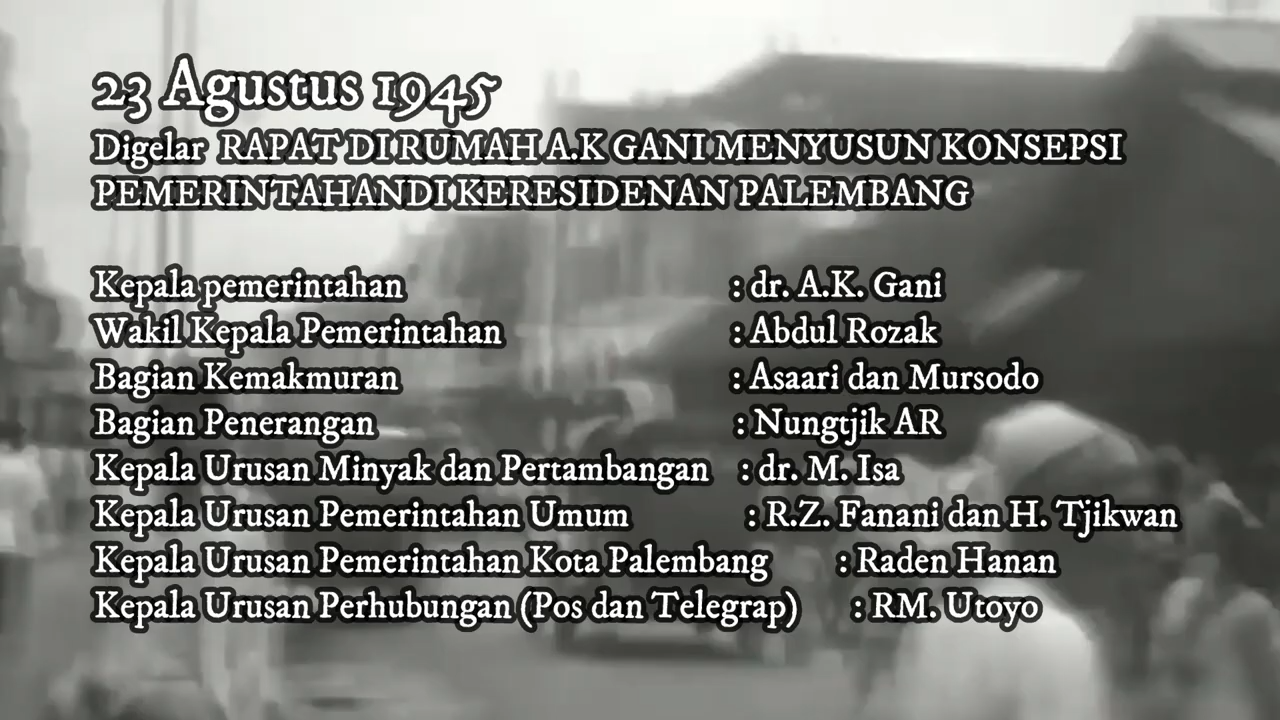 23 Agustus 1945
Digelar RAPAT DI RUMAH A.K GANI MENYUSUN KONSEPSI
PEMERINTAHANDI KERESIDENAN PALEMBANG
Kepala pemerintahan : dr. A.K. Gani
Wakil Kepala Pemerintahan : Abdul Rozak
Bagian Kemakmuran : Asaari dan Mursodo
Bagian Penerangan : Nungtjik AR
Kepala Urusan Minyak dan Pertambangan : dr. M. Isa
Kepala Urusan Pemerintahan Umum : R.Z. Fanani dan H. Tjikwan
Kepala Urusan Pemerintahan Kota Palembang : Raden Hanan
Kepala Urusan Perhubungan (Pos dan Telegrap) : RM. Utoyo